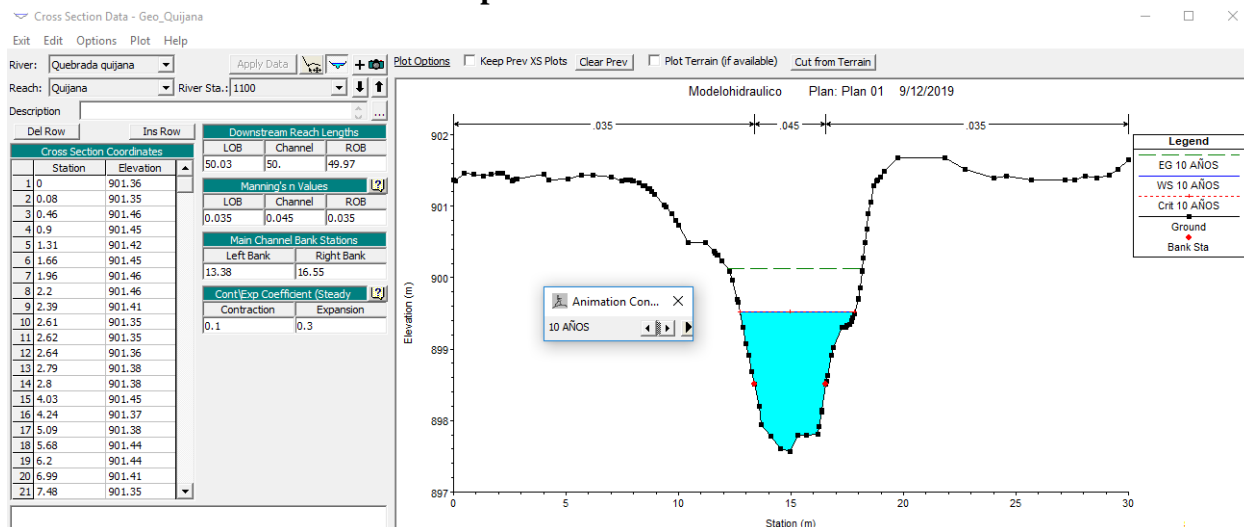 Cross Section Data - Geo_Quijana
Exit Edit Options Plot Help
River: Quebrada quijana Apply Data
Reach: Quijana River Sta.: 1100
Description ...
Del Row Ins Row
Cross Section Coordinates
Station Elevation
1 0 901.36
2 0.08 901.35
3 0.46 901.46
4 0.9 901.45
5 1.31 901.42
6 1.66 901.45
7 1.96 901.46
8 2.2 901.46
9 2.39 901.41
10 2.61 901.35
11 2.62 901.35
12 2.64 901.36
13 2.79 901.38
14 2.8 901.38
15 4.03 901.45
16 4.24 901.37
17 5.09 901.38
18 5.68 901.44
19 6.2 901.44
20 6.99 901.41
21 7.48 901.35
Downstream Reach Lengths
LOB Channel ROB
50.03 50. 49.97
Manning's n Values ?
LOB Channel ROB
0.035 0.045 0.035
Main Channel Bank Stations
Left Bank Right Bank
13.38 16.55
Cont\Exp Coefficient (Steady ?
Contraction Expansion
0.1 0.3
Plot Options Keep Prev XS Plots Clear Prev Plot Terrain (if available) Cut from Terrain
Modelohidraulico Plan: Plan 01 9/12/2019
.035 .045 .035
902
901
900
899
898
897
Elevation (m)
0 5 10 15 20 25 30
Station (m)
Animation Con...
10 AÑOS
Legend
EG 10 AÑOS
WS 10 AÑOS
Crit 10 AÑOS
Ground
Bank Sta